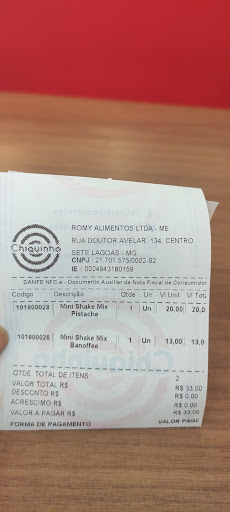 Chiquinho
ROMY ALIMENTOS LTDA - ME
RUA DOUTOR AVELAR, 134, CENTRO
SETE LAGOAS - MG
CNPJ : 21.701.575/0002-92
IE : 0024943160159
DANFE NFC-e - Documento Auxiliar da Nota Fiscal de Consumidor
Código Descrição Qtde Un Vl Unit Vl Tot
101900029 Mini Shake Mix 1 Un 20,00 20,0
Pistache
101900026 Mini Shake Mix 1 Un 13,00 13,0
Banoffee
QTDE. TOTAL DE ITENS 2
VALOR TOTAL R$ R$ 33,00
DESCONTO R$ R$ 0,00
ACRESCIMO R$ R$ 0,00
VALOR A PAGAR R$ R$ 33,00
FORMA DE PAGAMENTO VALOR PAG